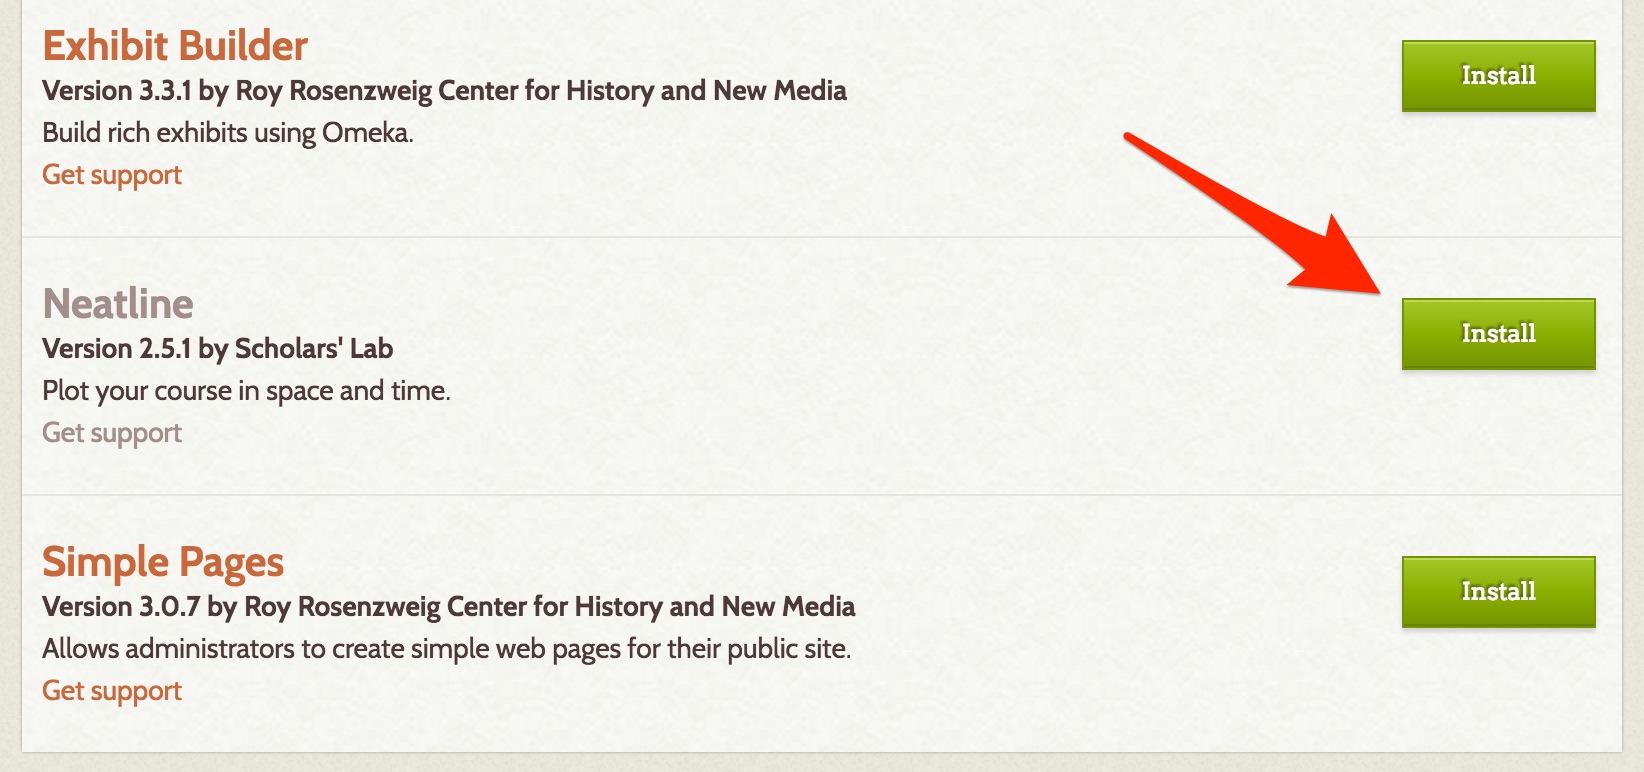 Exhibit Builder
Version 3.3.1 by Roy Rosenzweig Center for History and New Media
Install
Build rich exhibits using Omeka.
Get support
Neatline
Version 2.5.1 by Scholars' Lab
Install
Plot your course in space and time.
Get support
Simple Pages
Version 3.0.7 by Roy Rosenzweig Center for History and New Media
Install
Allows administrators to create simple web pages for their public site.
Get support